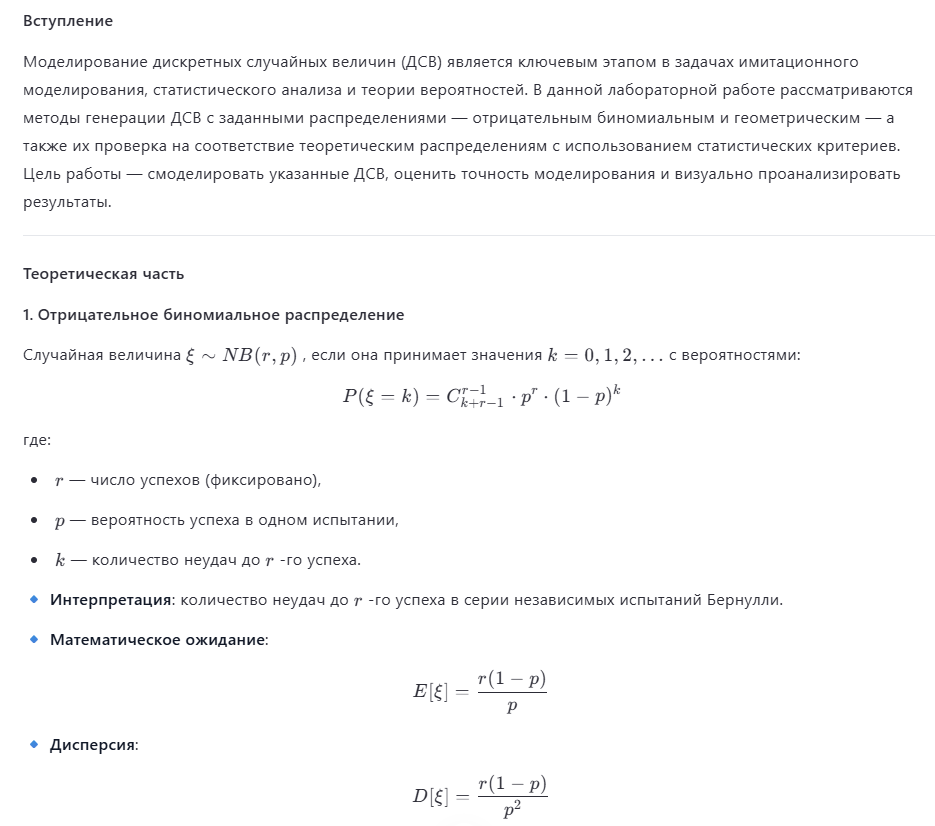 Вступление
Моделирование дискретных случайных величин (ДСВ) является ключевым этапом в задачах имитационного
моделирования, статистического анализа и теории вероятностей. В данной лабораторной работе рассматриваются
методы генерации ДСВ с заданными распределениями — отрицательным биномиальным и геометрическим — а
также их проверка на соответствие теоретическим распределениям с использованием статистических критериев.
Цель работы — смоделировать указанные ДСВ, оценить точность моделирования и визуально проанализировать
результаты.
Теоретическая часть
1. Отрицательное биномиальное распределение
Случайная величина ξ ∼ NB(r, p) , если она принимает значения k = 0, 1, 2, … с вероятностями:
P(ξ = k) = C_{k+r−1}^{r−1} · p^r · (1 − p)^k
где:
• r — число успехов (фиксировано),
• p — вероятность успеха в одном испытании,
• k — количество неудач до r -го успеха.
🔹 Интерпретация: количество неудач до r -го успеха в серии независимых испытаний Бернулли.
🔹 Математическое ожидание:
E[ξ] = \frac{r(1 − p)}{p}
🔹 Дисперсия:
D[ξ] = \frac{r(1 − p)}{p^2}